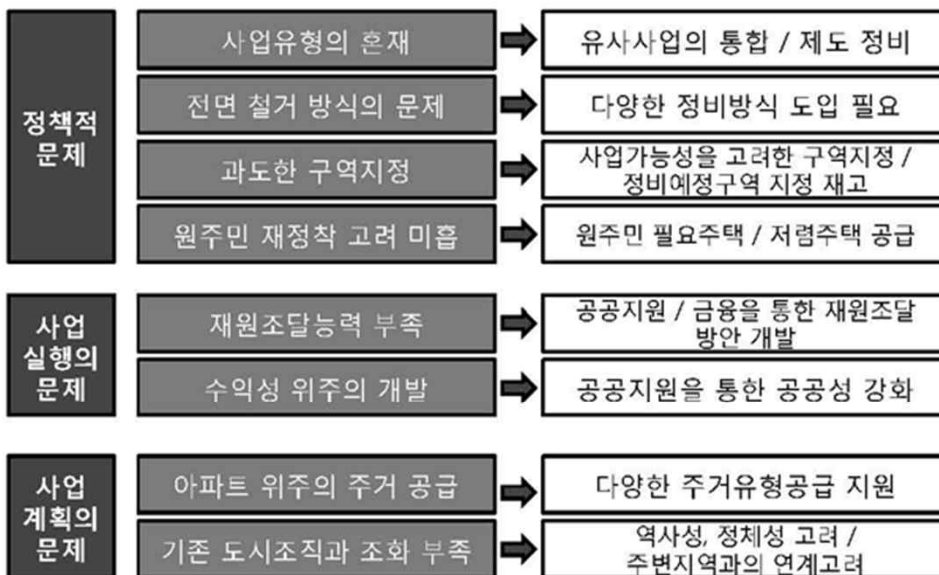 정책적
문제
사업유형의 혼재
유사사업의 통합 / 제도 정비
전면 철거 방식의 문제
다양한 정비방식 도입 필요
과도한 구역지정
사업가능성을 고려한 구역지정 /
정비예정구역 지정 재고
원주민 재정착 고려 미흡
원주민 필요주택 / 저렴주택 공급
사업
실행의
문제
재원조달능력 부족
공공지원 / 금융을 통한 재원조달
방안 개발
수익성 위주의 개발
공공지원을 통한 공공성 강화
사업
계획의
문제
아파트 위주의 주거 공급
다양한 주거유형공급 지원
기존 도시조직과 조화 부족
역사성, 정체성 고려 /
주변지역과의 연계고려